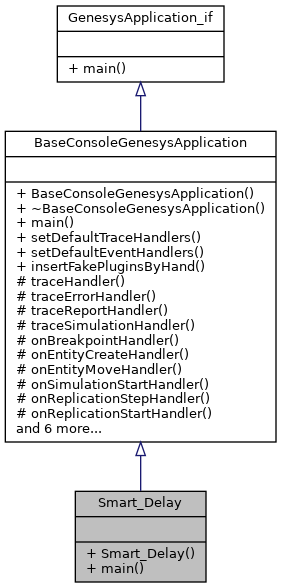 GenesysApplication_if
+ main()
BaseConsoleGenesysApplication
+ BaseConsoleGenesysApplication()
+ ~BaseConsoleGenesysApplication()
+ main()
+ setDefaultTraceHandlers()
+ setDefaultEventHandlers()
+ insertFakePluginsByHand()
# traceHandler()
# traceErrorHandler()
# traceReportHandler()
# traceSimulationHandler()
# onBreakpointHandler()
# onEntityCreateHandler()
# onEntityMoveHandler()
# onSimulationStartHandler()
# onReplicationStepHandler()
# onReplicationStartHandler()
and 6 more...
Smart_Delay
+ Smart_Delay()
+ main()